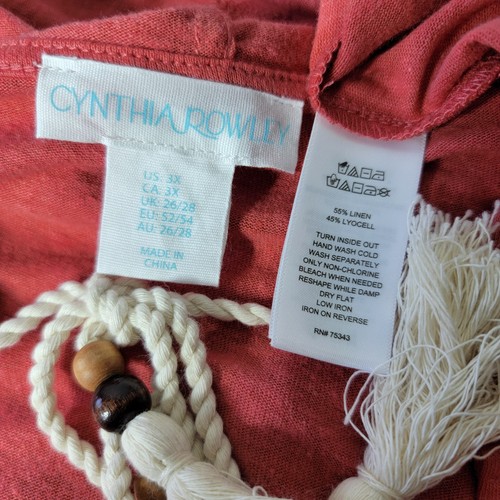 CYNTHIA ROWLEY
US: 3X
CA: 3X
UK: 26/28
EU: 52/54
AU: 26/28
MADE IN
CHINA
55% LINEN
45% LYOCELL
TURN INSIDE OUT
HAND WASH COLD
WASH SEPARATELY
ONLY NON-CHLORINE
BLEACH WHEN NEEDED
RESHAPE WHILE DAMP
DRY FLAT
LOW IRON
IRON ON REVERSE
RN# 75343